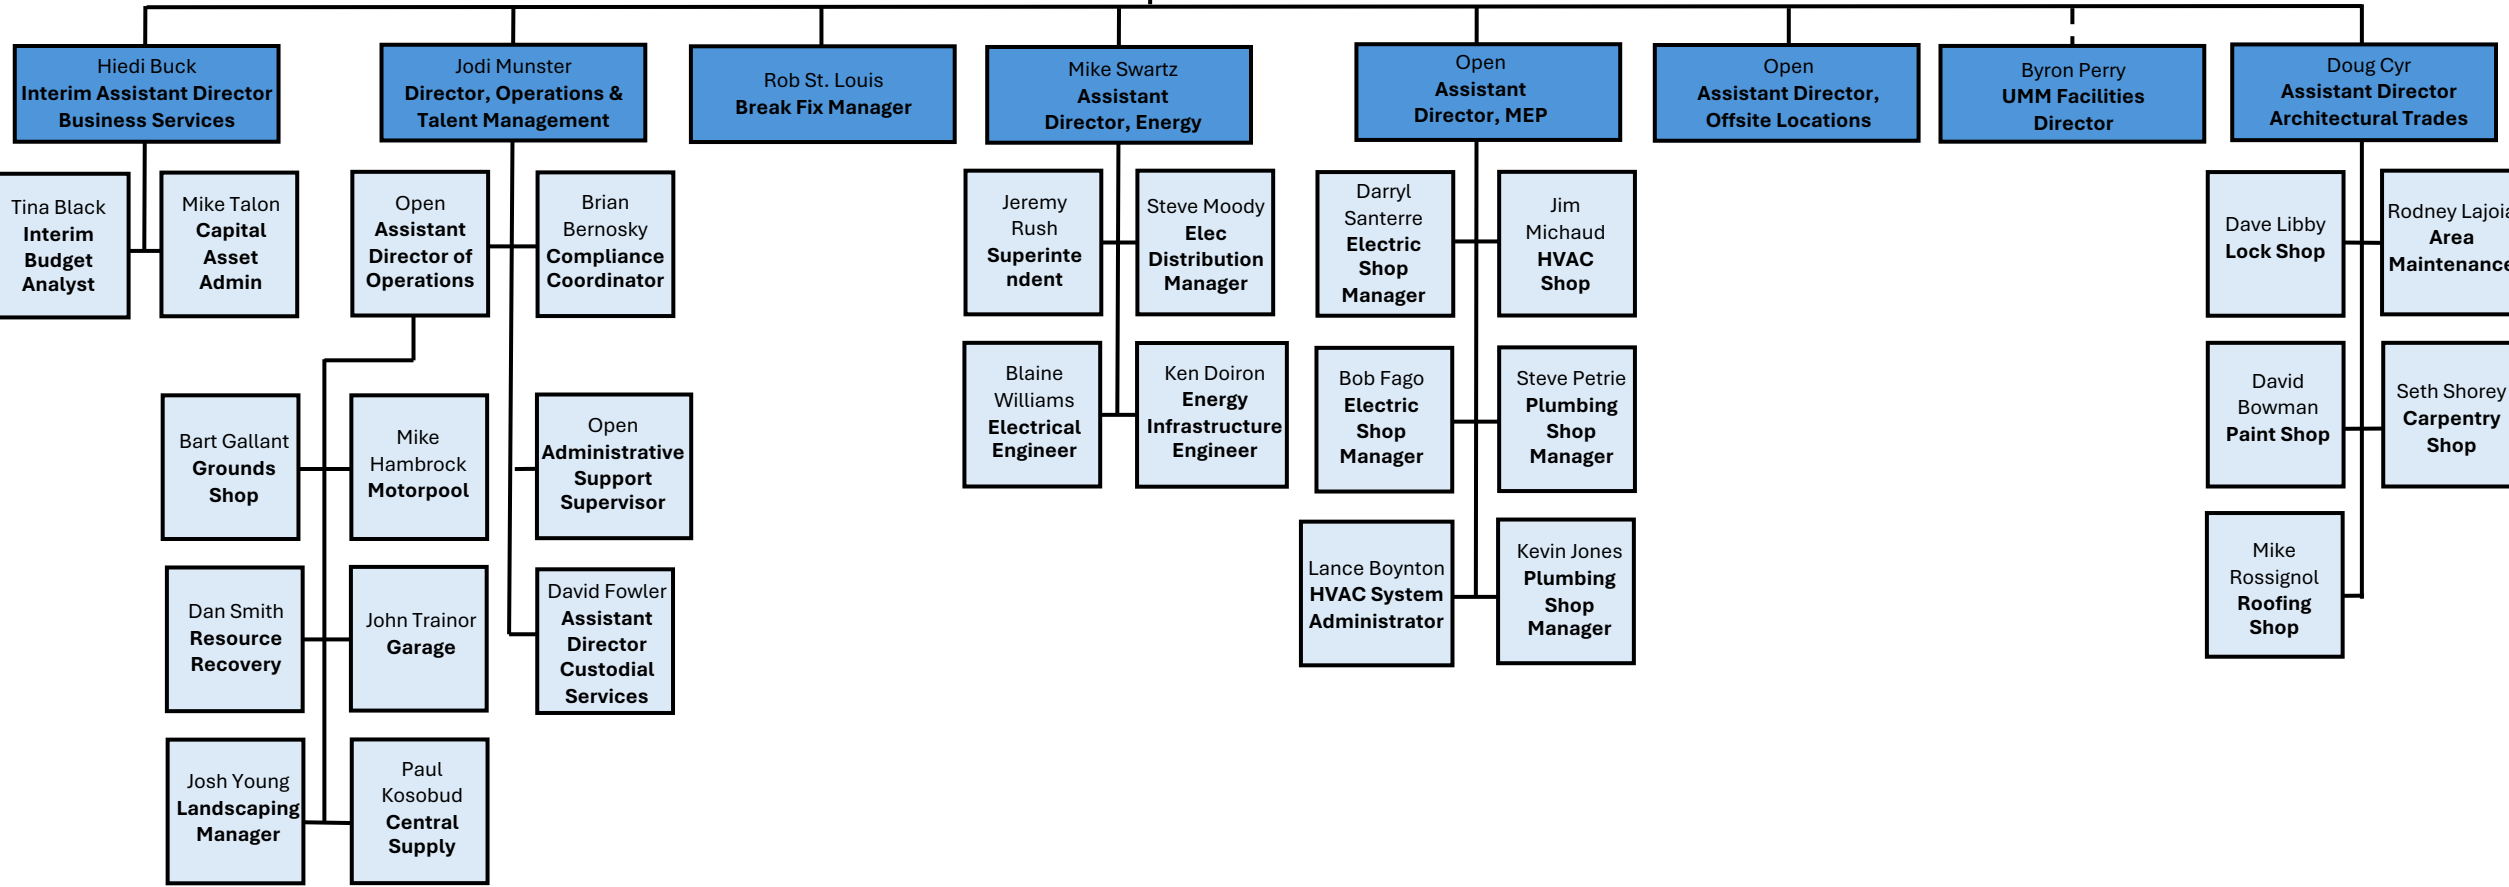 Hiedi Buck
Interim Assistant Director
Business Services
Jodi Munster
Director, Operations &
Talent Management
Rob St. Louis
Break Fix Manager
Mike Swartz
Assistant
Director, Energy
Open
Assistant
Director, MEP
Open
Assistant Director,
Offsite Locations
Byron Perry
UMM Facilities
Director
Doug Cyr
Assistant Director
Architectural Trades
Tina Black
Interim
Budget
Analyst
Mike Talon
Capital
Asset
Admin
Open
Assistant
Director of
Operations
Brian
Bernosky
Compliance
Coordinator
Jeremy
Rush
Superinte
ndent
Steve Moody
Elec
Distribution
Manager
Darryl
Santerre
Electric
Shop
Manager
Jim
Michaud
HVAC
Shop
Dave Libby
Lock Shop
Rodney Lajoia
Area
Maintenance
Bart Gallant
Grounds
Shop
Mike
Hambrock
Motorpool
Open
Administrative
Support
Supervisor
Blaine
Williams
Electrical
Engineer
Ken Doiron
Energy
Infrastructure
Engineer
Bob Fago
Electric
Shop
Manager
Steve Petrie
Plumbing
Shop
Manager
David
Bowman
Paint Shop
Seth Shorey
Carpentry
Shop
Dan Smith
Resource
Recovery
John Trainor
Garage
David Fowler
Assistant
Director
Custodial
Services
Lance Boynton
HVAC System
Administrator
Kevin Jones
Plumbing
Shop
Manager
Mike
Rossignol
Roofing
Shop
Josh Young
Landscaping
Manager
Paul
Kosobud
Central
Supply